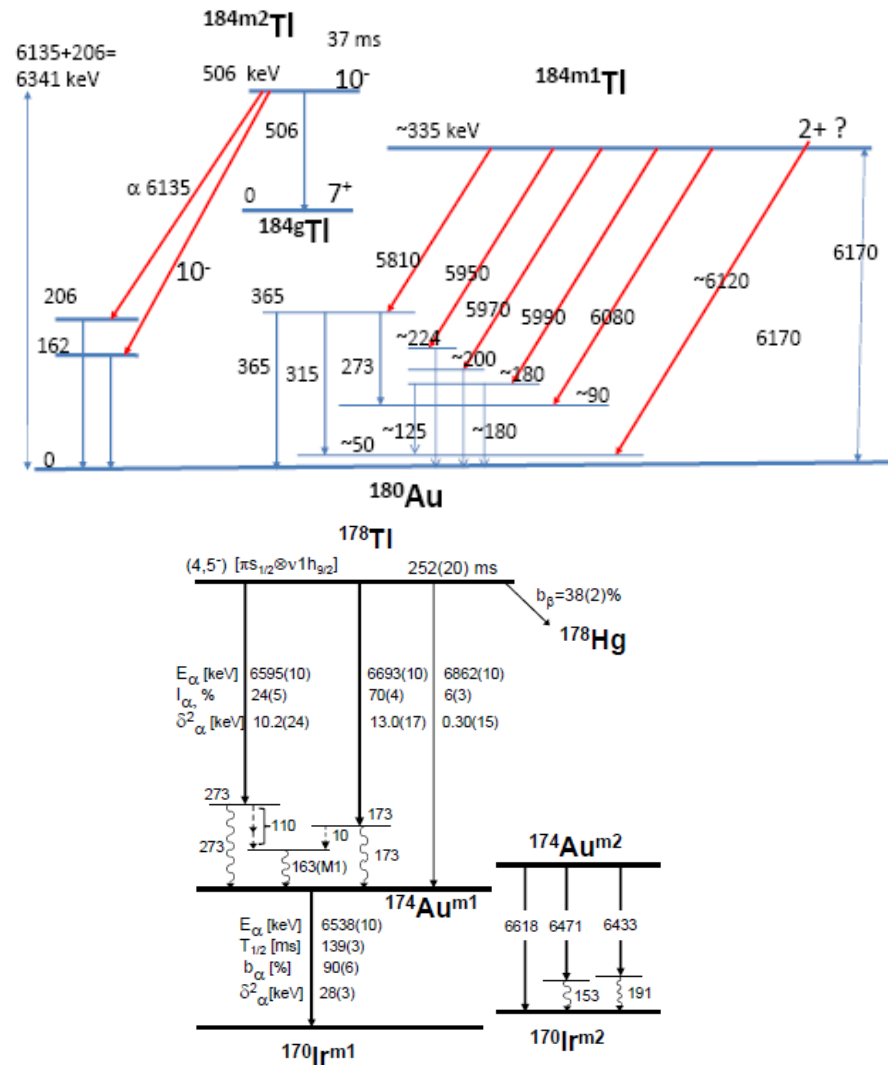 184m2Tl
6135+206=
6341 keV
37 ms
506 keV
10-
184m1Tl
~335 keV
2+ ?
506
α 6135
0
7+
184gTl
10-
5810
5950
5970
5990
6080
~6120
6170
6170
206
365
~224
~200
~180
162
365
315
273
~90
~125
~180
~50
0
180Au
178Tl
(4,5-) [πs1/2⊗ν1h9/2]
252(20) ms
bβ=38(2)%
178Hg
Eα [keV] 6595(10) 6693(10) 6862(10)
Iα, % 24(5) 70(4) 6(3)
δ2α [keV] 10.2(24) 13.0(17) 0.30(15)
273
110
173
10
273
163(M1)
173
174Aum1
174Aum2
Eα [keV] 6538(10)
T1/2 [ms] 139(3)
bα [%] 90(6)
δ2α[keV] 28(3)
6618 6471 6433
153
191
170Irm1
170Irm2